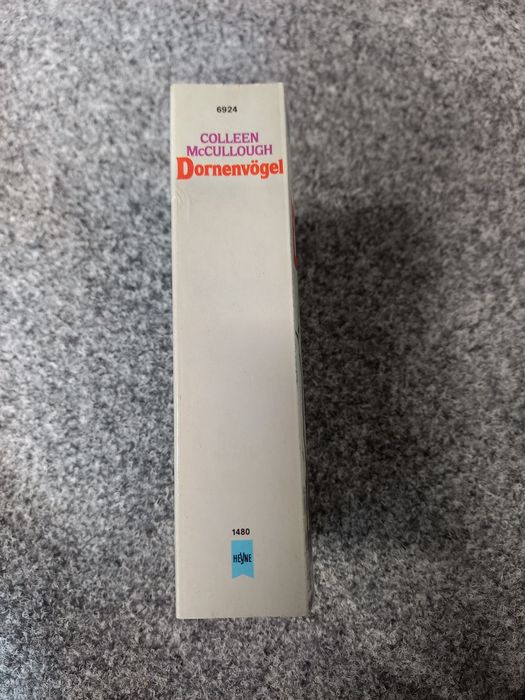 6924
COLLEEN
McCULLOUGH
Dornenvögel
1480
HEYNE